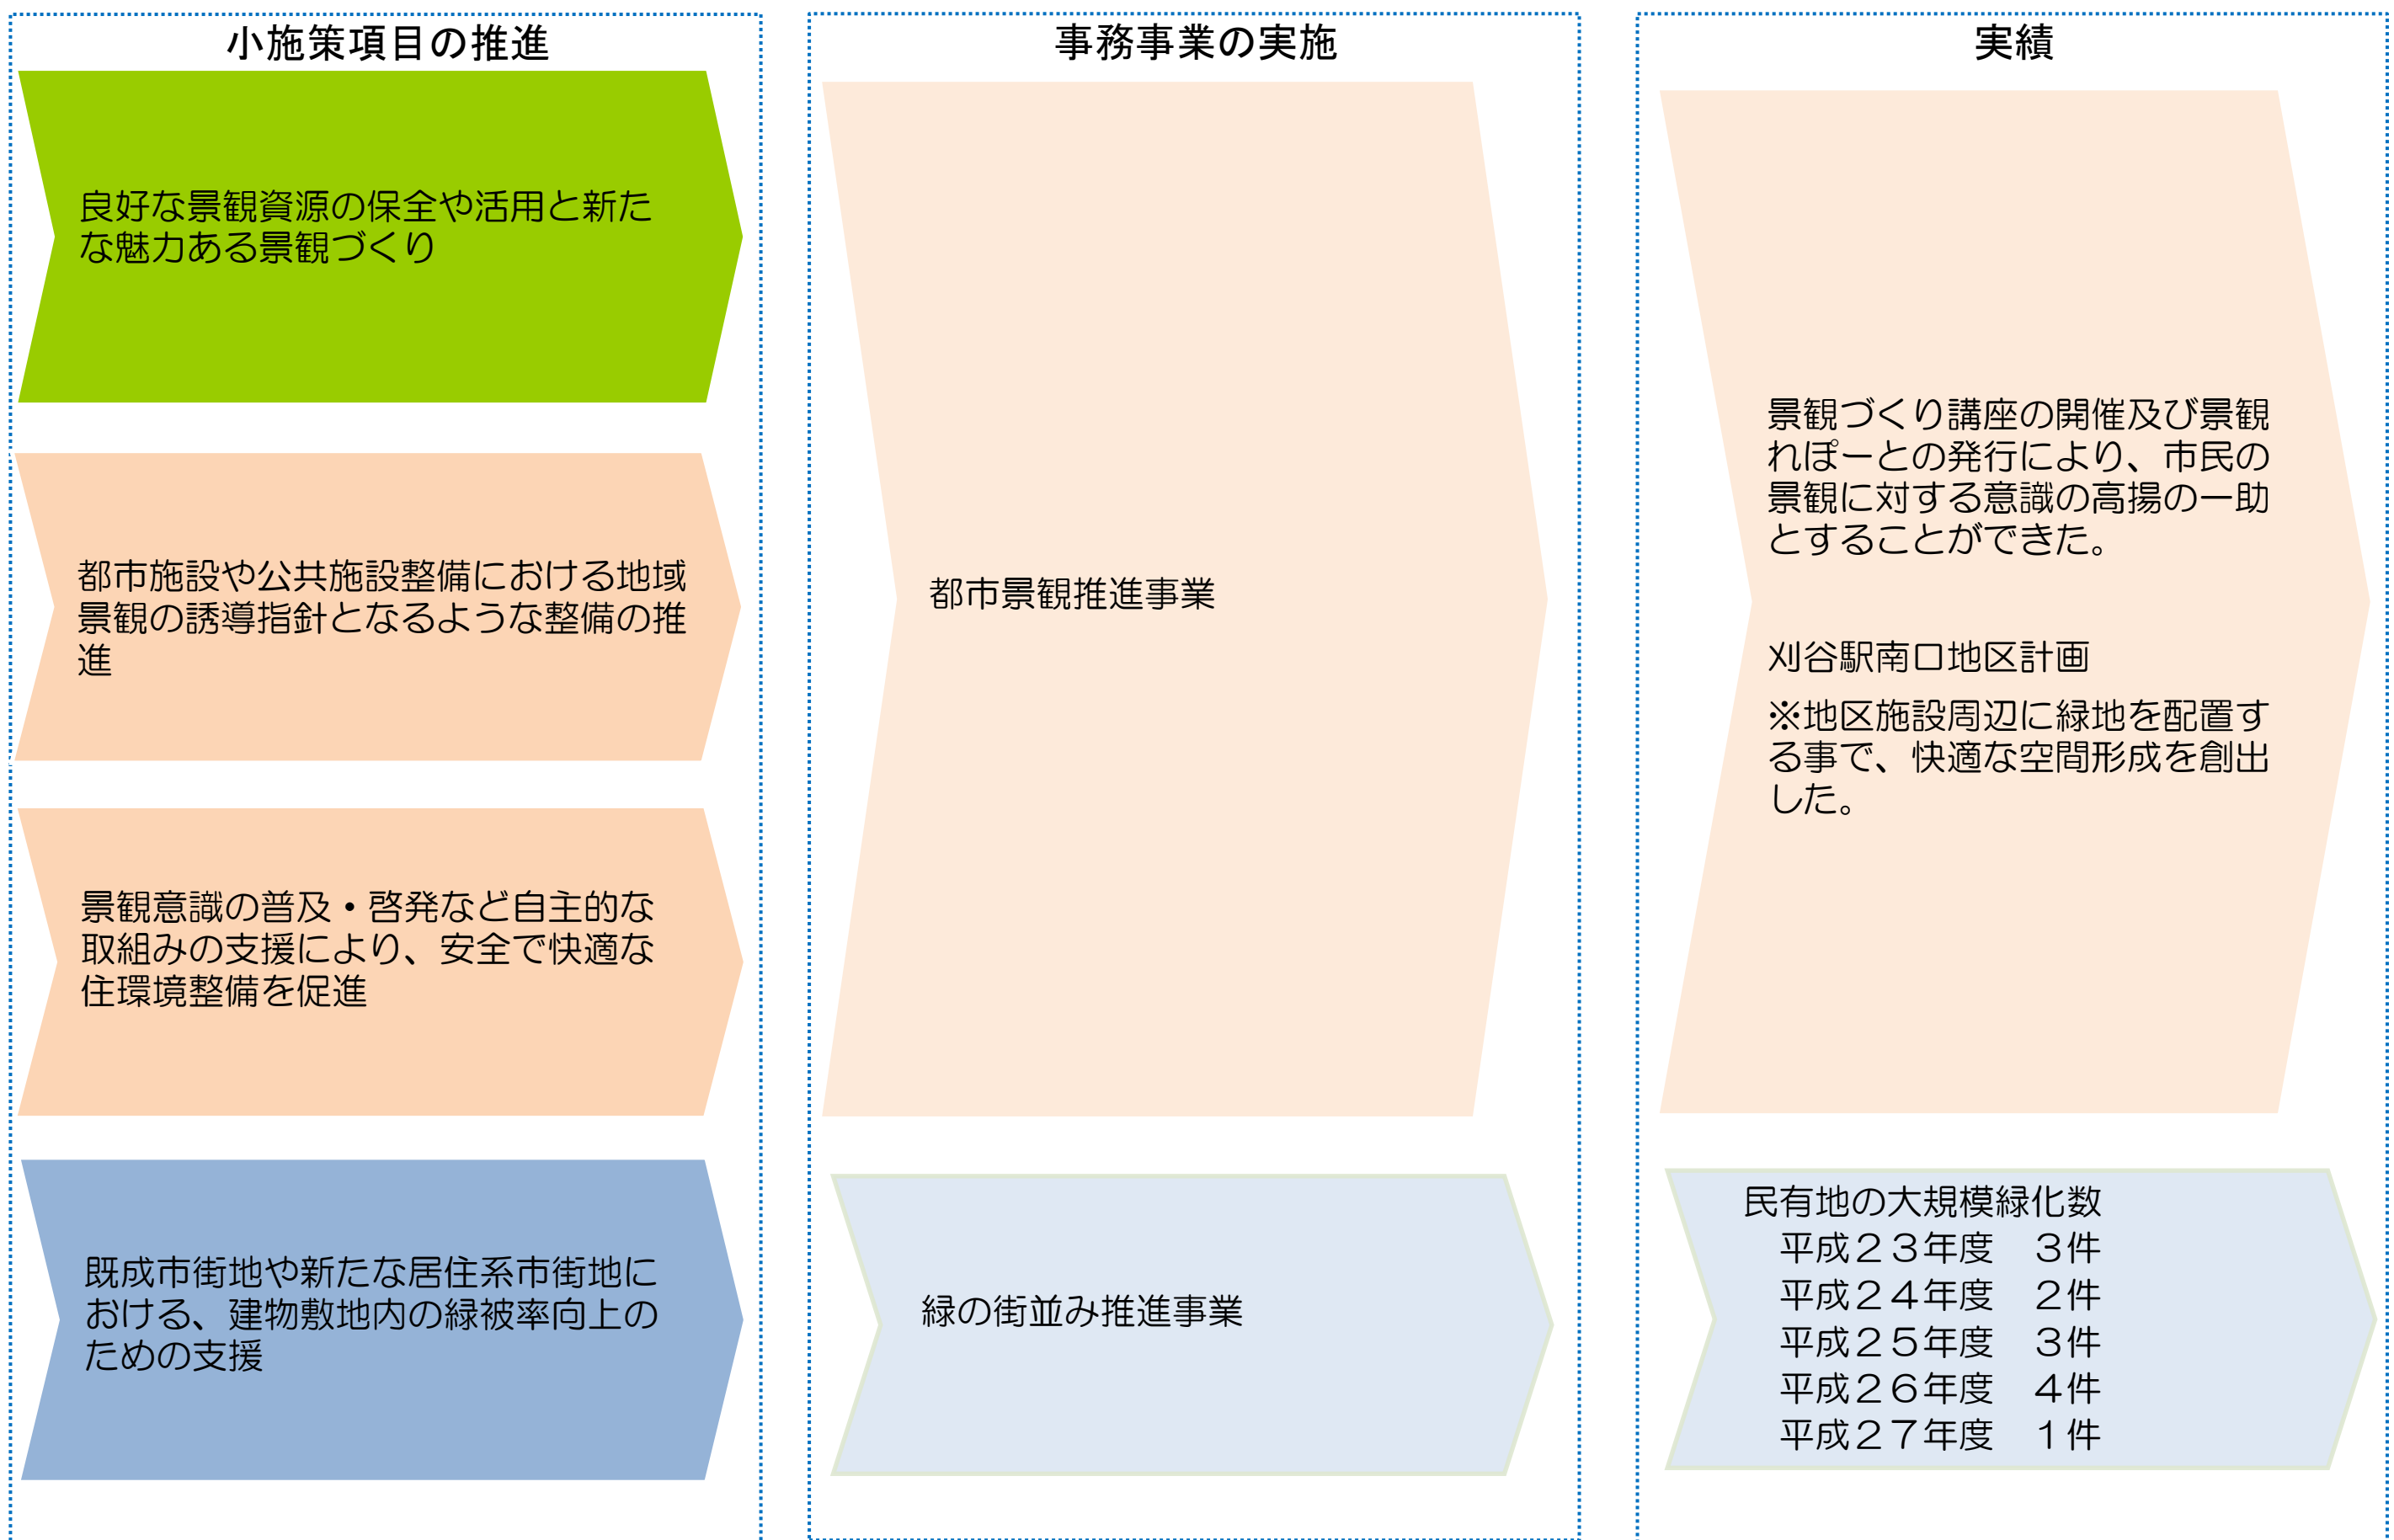 小施策項目の推進
良好な景観資源の保全や活用と新た
な魅力ある景観づくり
都市施設や公共施設整備における地域
景観の誘導指針となるような整備の推
進
景観意識の普及・啓発など自主的な
取組みの支援により、安全で快適な
住環境整備を促進
既成市街地や新たな居住系市街地に
おける、建物敷地内の緑被率向上の
ための支援
事務事業の実施
都市景観推進事業
緑の街並み推進事業
実績
景観づくり講座の開催及び景観
れぽーとの発行により、市民の
景観に対する意識の高揚の一助
とすることができた。
刈谷駅南口地区計画
※地区施設周辺に緑地を配置す
る事で、快適な空間形成を創出
した。
民有地の大規模緑化数
平成２３年度　３件
平成２４年度　２件
平成２５年度　３件
平成２６年度　４件
平成２７年度　１件